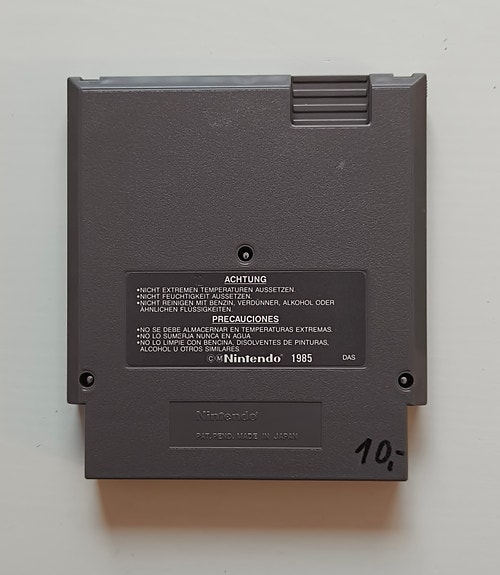 ACHTUNG
•NICHT EXTREMEN TEMPERATUREN AUSSETZEN.
•NICHT FEUCHTIGKEIT AUSSETZEN.
•NICHT REINIGEN MIT BENZIN, VERDÜNNER, ALKOHOL ODER
ÄHNLICHEN FLÜSSIGKEITEN.
PRECAUCIONES
•NO SE DEBE ALMACERNAR EN TEMPERATURAS EXTREMAS.
•NO LO SUMERJA NUNCA EN AGUA.
•NO LO LIMPIE CON BENCINA, DISOLVENTES DE PINTURAS,
ALCOHOL U OTROS SIMILARES
©Ⓜ Nintendo® 1985 DAS
Nintendo®
PAT. PEND. MADE IN JAPAN
10,-